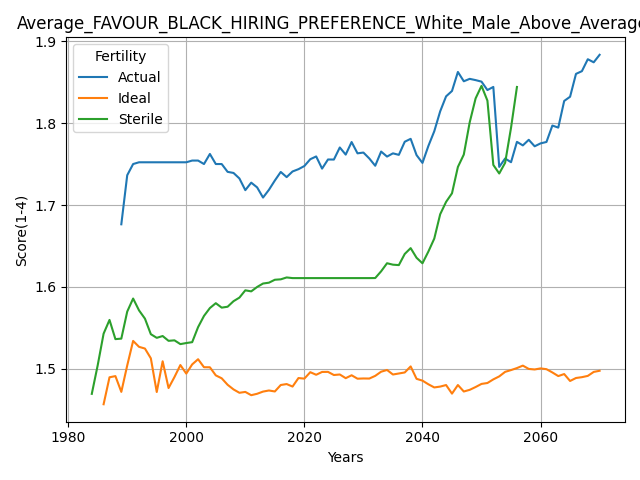 Average_FAVOUR_BLACK_HIRING_PREFERENCE_White_Male_Above_Average
Fertility
Actual
Ideal
Sterile
Score(1-4)
1.9
1.8
1.7
1.6
1.5
1980 2000 2020 2040 2060
Years